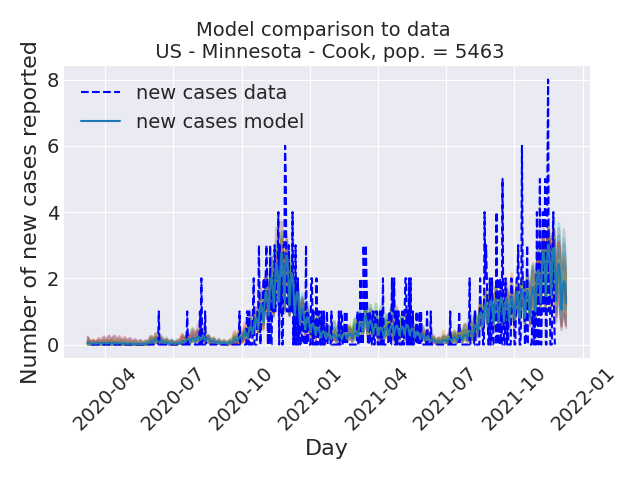 Model comparison to data
US - Minnesota - Cook, pop. = 5463
Number of new cases reported
8
6
4
2
0
new cases data
new cases model
2020-04
2020-07
2020-10
2021-01
2021-04
2021-07
2021-10
2022-01
Day